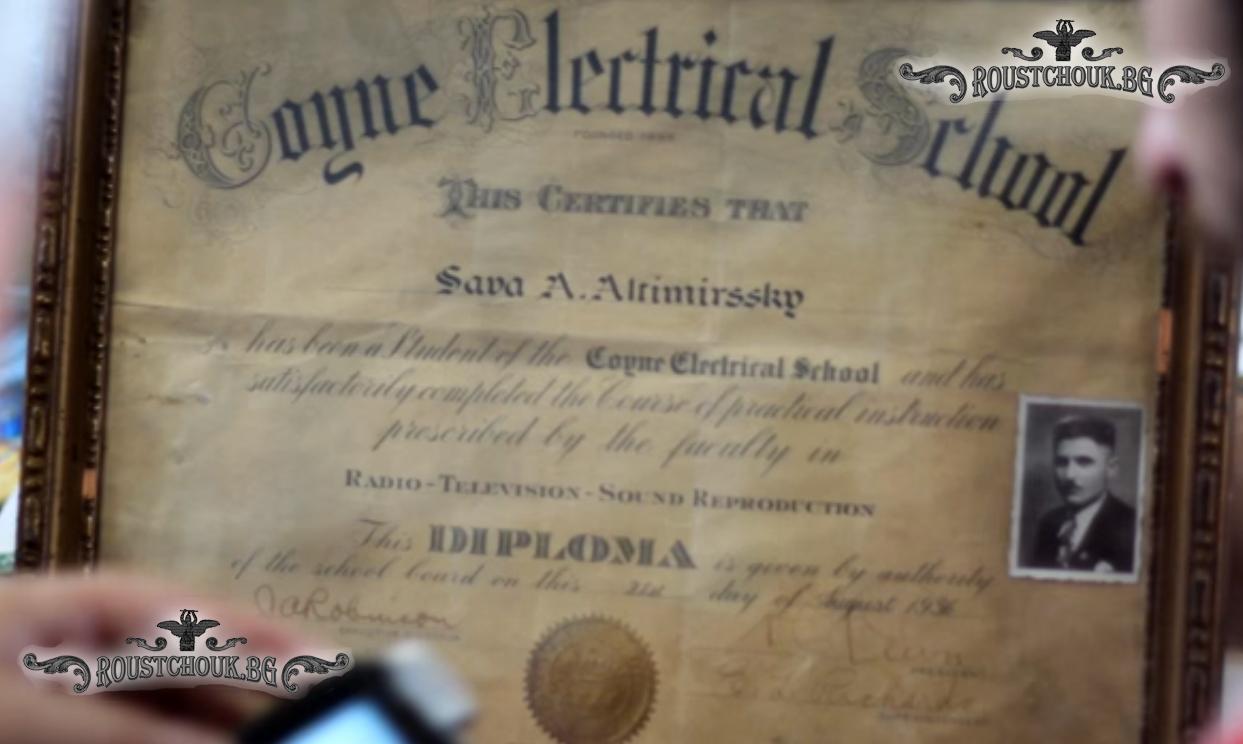 Coyne Electrical School
ROUSTCHOUK.BG
THIS CERTIFIES THAT
Sava A. Altimirssky
has been a Student of the Coyne Electrical School and has
satisfactorily completed the Course of practical instruction
prescribed by the faculty in
RADIO-TELEVISION-SOUND REPRODUCTION
This DIPLOMA is given by authority
of the school board on this 21st day of August 1936
J A Robinson
ROUSTCHOUK.BG